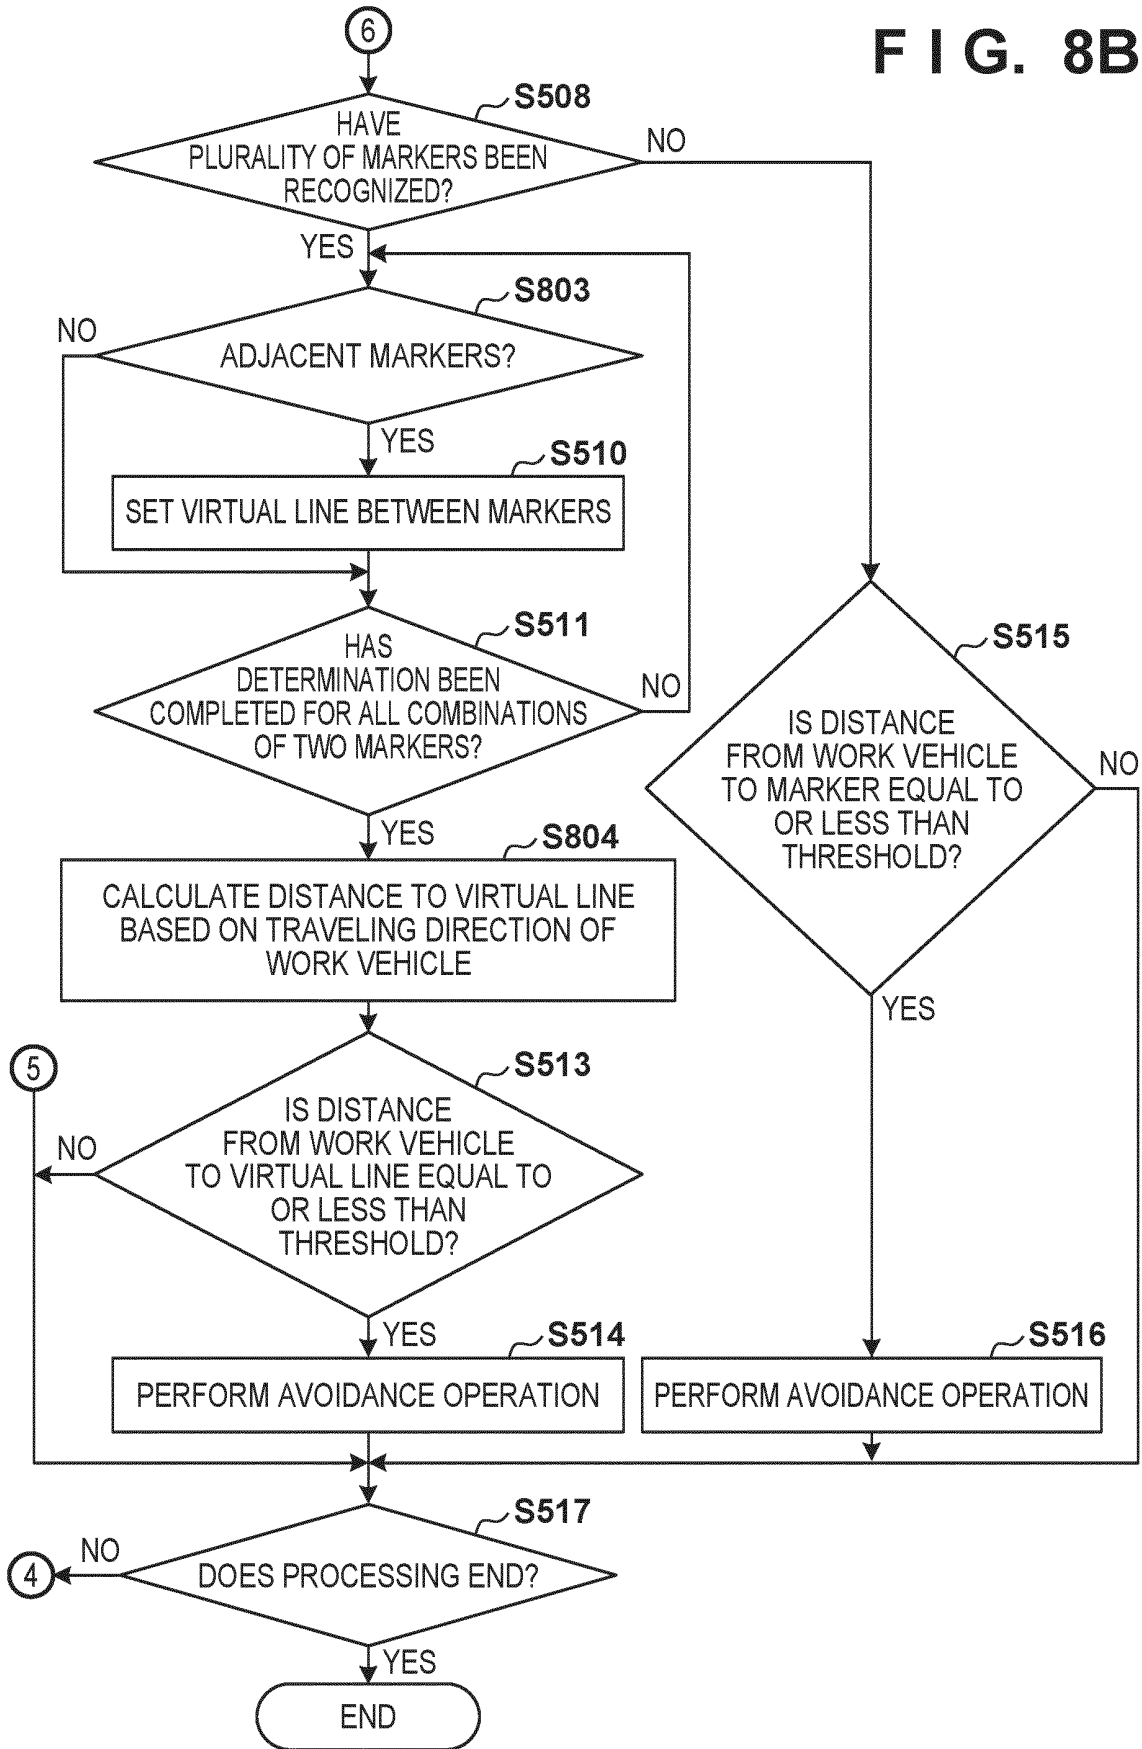 FIG. 8B
6
S508
HAVE
PLURALITY OF MARKERS BEEN
RECOGNIZED?
NO
YES
S803
NO
ADJACENT MARKERS?
YES
S510
SET VIRTUAL LINE BETWEEN MARKERS
S511
HAS
DETERMINATION BEEN
COMPLETED FOR ALL COMBINATIONS
OF TWO MARKERS?
NO
YES
S515
IS DISTANCE
FROM WORK VEHICLE
TO MARKER EQUAL TO
OR LESS THAN
THRESHOLD?
NO
YES
S804
CALCULATE DISTANCE TO VIRTUAL LINE
BASED ON TRAVELING DIRECTION OF
WORK VEHICLE
5
S513
NO
IS DISTANCE
FROM WORK VEHICLE
TO VIRTUAL LINE EQUAL TO
OR LESS THAN
THRESHOLD?
YES
S514
PERFORM AVOIDANCE OPERATION
S516
PERFORM AVOIDANCE OPERATION
S517
4
NO
DOES PROCESSING END?
YES
END